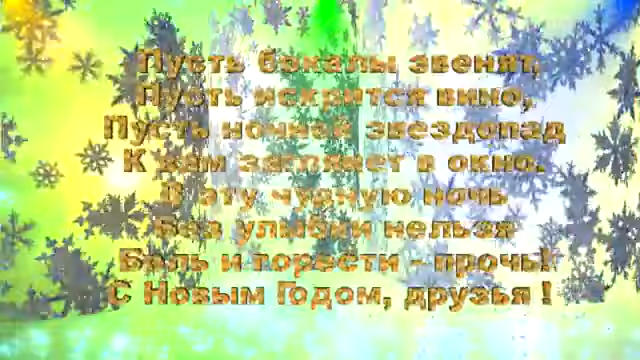 Пусть бокалы звенят,
Пусть искрится вино,
Пусть ночной звездопад
К вам заглянет в окно.
В эту чудную ночь
Без улыбки нельзя
Боль и горести - прочь!
С Новым Годом, друзья !